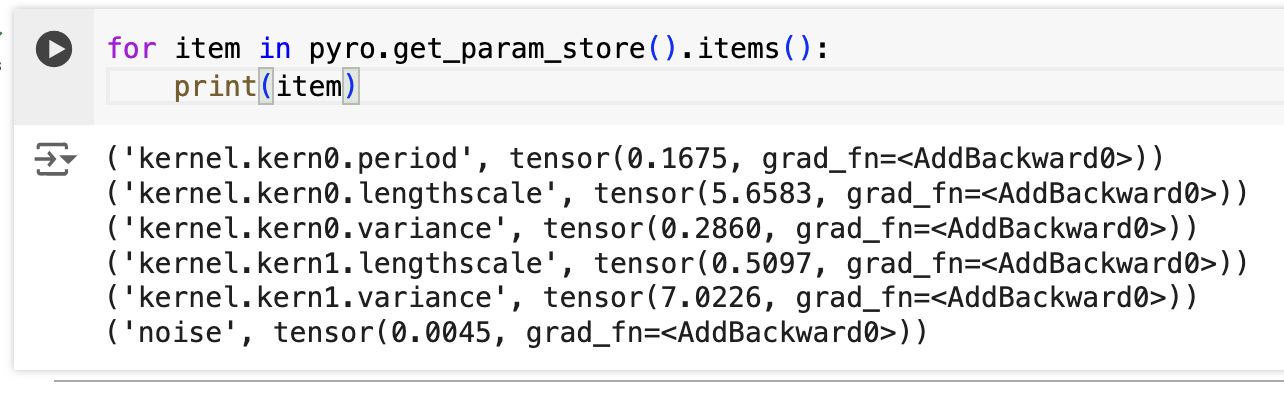 for item in pyro.get_param_store().items():
    print(item)
('kernel.kern0.period', tensor(0.1675, grad_fn=<AddBackward0>))
('kernel.kern0.lengthscale', tensor(5.6583, grad_fn=<AddBackward0>))
('kernel.kern0.variance', tensor(0.2860, grad_fn=<AddBackward0>))
('kernel.kern1.lengthscale', tensor(0.5097, grad_fn=<AddBackward0>))
('kernel.kern1.variance', tensor(7.0226, grad_fn=<AddBackward0>))
('noise', tensor(0.0045, grad_fn=<AddBackward0>))